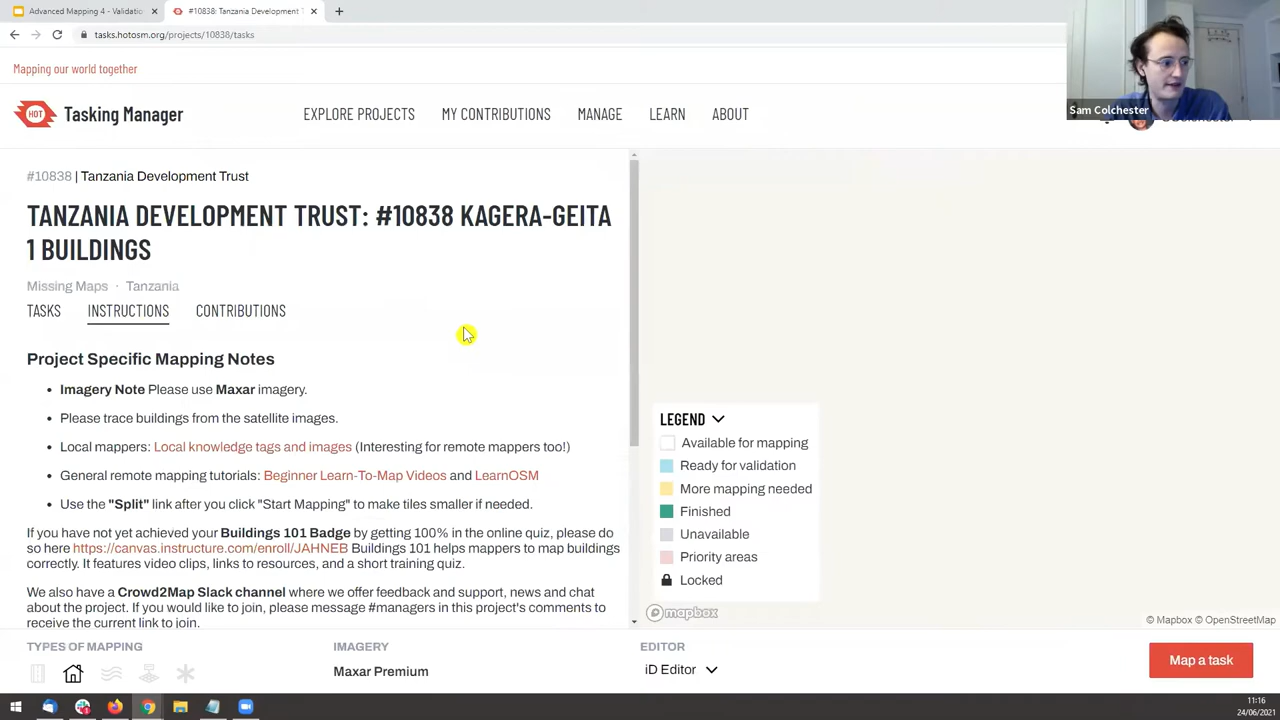 Advanced Mapping 4 - Validatio
#10838: Tanzania Development T
tasks.hotosm.org/projects/10838/tasks
Mapping our world together
Sam Colchester
HOT
Tasking Manager
EXPLORE PROJECTS
MY CONTRIBUTIONS
MANAGE
LEARN
ABOUT
#10838 | Tanzania Development Trust
TANZANIA DEVELOPMENT TRUST: #10838 KAGERA-GEITA
1 BUILDINGS
Missing Maps · Tanzania
TASKS
INSTRUCTIONS
CONTRIBUTIONS
Project Specific Mapping Notes
• Imagery Note Please use Maxar imagery.
• Please trace buildings from the satellite images.
• Local mappers: Local knowledge tags and images (Interesting for remote mappers too!)
• General remote mapping tutorials: Beginner Learn-To-Map Videos and LearnOSM
• Use the "Split" link after you click "Start Mapping" to make tiles smaller if needed.
If you have not yet achieved your Buildings 101 Badge by getting 100% in the online quiz, please do
so here https://canvas.instructure.com/enroll/JAHNEB Buildings 101 helps mappers to map buildings
correctly. It features video clips, links to resources, and a short training quiz.
We also have a Crowd2Map Slack channel where we offer feedback and support, news and chat
about the project. If you would like to join, please message #managers in this project's comments to
receive the current link to join.
LEGEND
Available for mapping
Ready for validation
More mapping needed
Finished
Unavailable
Priority areas
Locked
mapbox
© Mapbox © OpenStreetMap
TYPES OF MAPPING
IMAGERY
Maxar Premium
EDITOR
iD Editor
Map a task
11:16
24/06/2021